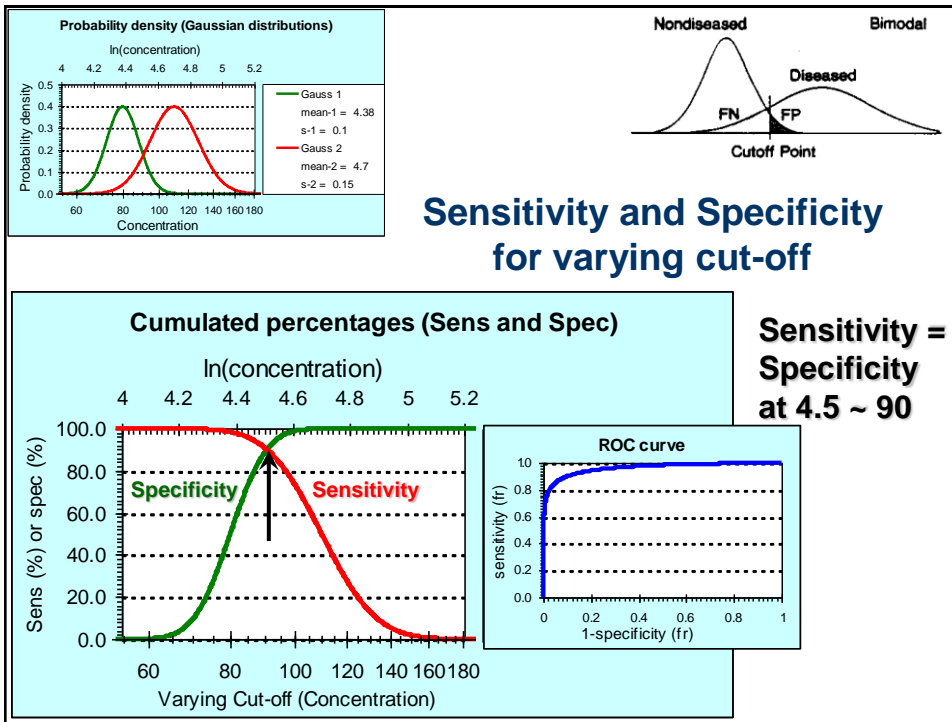 Probability density (Gaussian distributions)
ln(concentration)
4 4.2 4.4 4.6 4.8 5 5.2
Probability density
0.5
0.4
0.3
0.2
0.1
0.0
60 80 100 120 140 160 180
Concentration
Gauss 1
mean-1 = 4.38
s-1 = 0.1
Gauss 2
mean-2 = 4.7
s-2 = 0.15
Nondiseased Bimodal
Diseased
FN FP
Cutoff Point
Sensitivity and Specificity
for varying cut-off
Cumulated percentages (Sens and Spec)
ln(concentration)
4 4.2 4.4 4.6 4.8 5 5.2
Sens (%) or spec (%)
100.0
80.0
60.0
40.0
20.0
0.0
Specificity Sensitivity
60 80 100 120 140 160 180
Varying Cut-off (Concentration)
Sensitivity =
Specificity
at 4.5 ~ 90
ROC curve
sensitivity (fr)
1.0
0.8
0.6
0.4
0.2
0.0
0 0.2 0.4 0.6 0.8 1
1-specificity (fr)